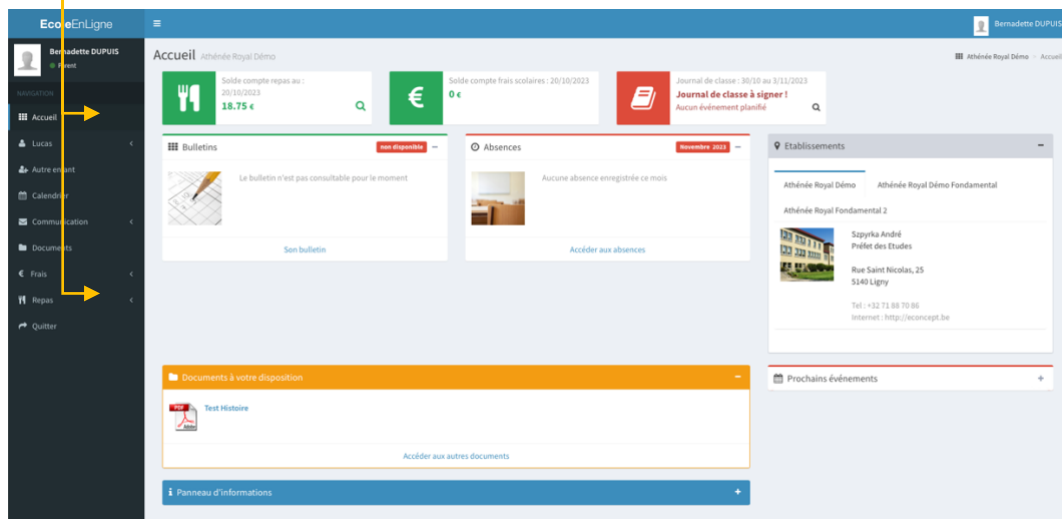 EcoleEnLigne
Bernadette DUPUIS
Bernadette DUPUIS
Parent
NAVIGATION
Accueil
Lucas
Autre enfant
Calendrier
Communication
Documents
€ Frais
Repas
Quitter
Accueil Athénée Royal Démo
Athénée Royal Démo > Accueil
Solde compte repas au :
20/10/2023
18.75 €
€
Solde compte frais scolaires : 20/10/2023
0 €
Journal de classe : 30/10 au 3/11/2023
Journal de classe à signer !
Aucun événement planifié
Bulletins
non disponible
Le bulletin n'est pas consultable pour le moment
Son bulletin
Absences
Novembre 2023
Aucune absence enregistrée ce mois
Accéder aux absences
Etablissements
Athénée Royal Démo
Athénée Royal Démo Fondamental
Athénée Royal Fondamental 2
Szpyrka André
Préfet des Etudes
Rue Saint Nicolas, 25
5140 Ligny
Tel : +32 71 88 70 86
Internet : http://econcept.be
Documents à votre disposition
PDF
Adobe
Test Histoire
Accéder aux autres documents
Prochains événements
Panneau d'informations